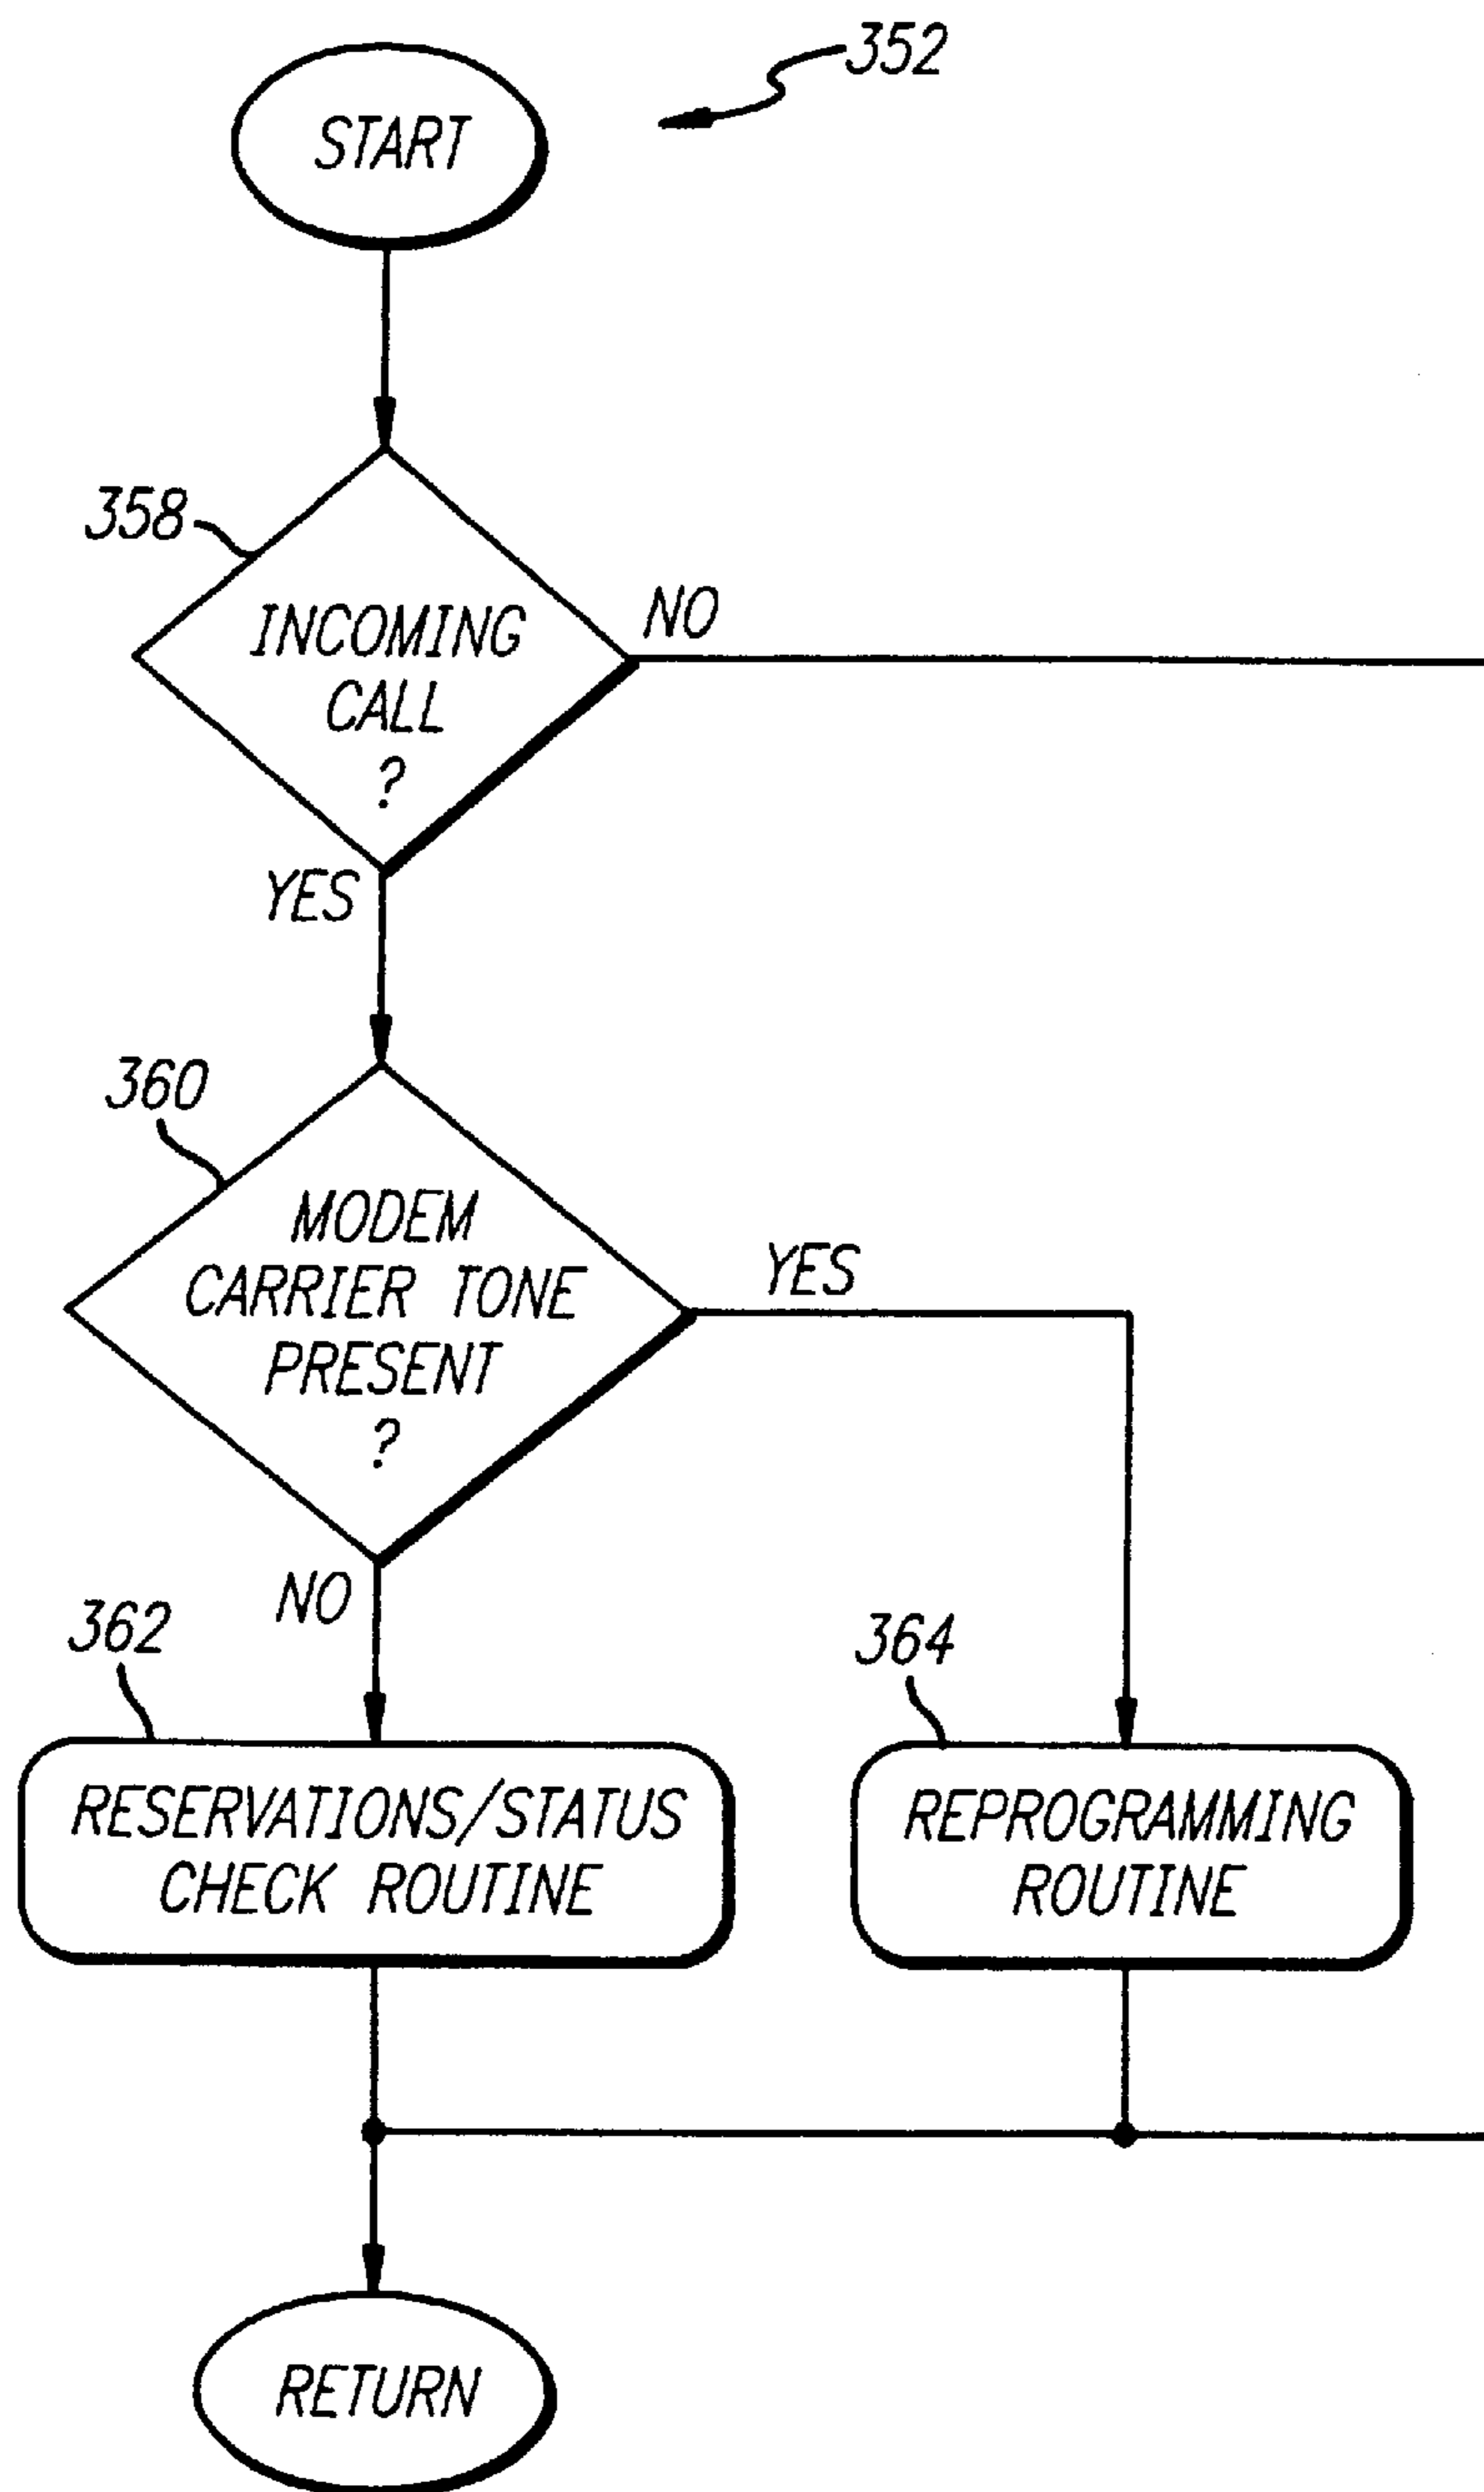 352
START
358
INCOMING
CALL
?
NO
YES
360
MODEM
CARRIER TONE
PRESENT
?
YES
NO
362
364
RESERVATIONS/STATUS
CHECK ROUTINE
REPROGRAMMING
ROUTINE
RETURN